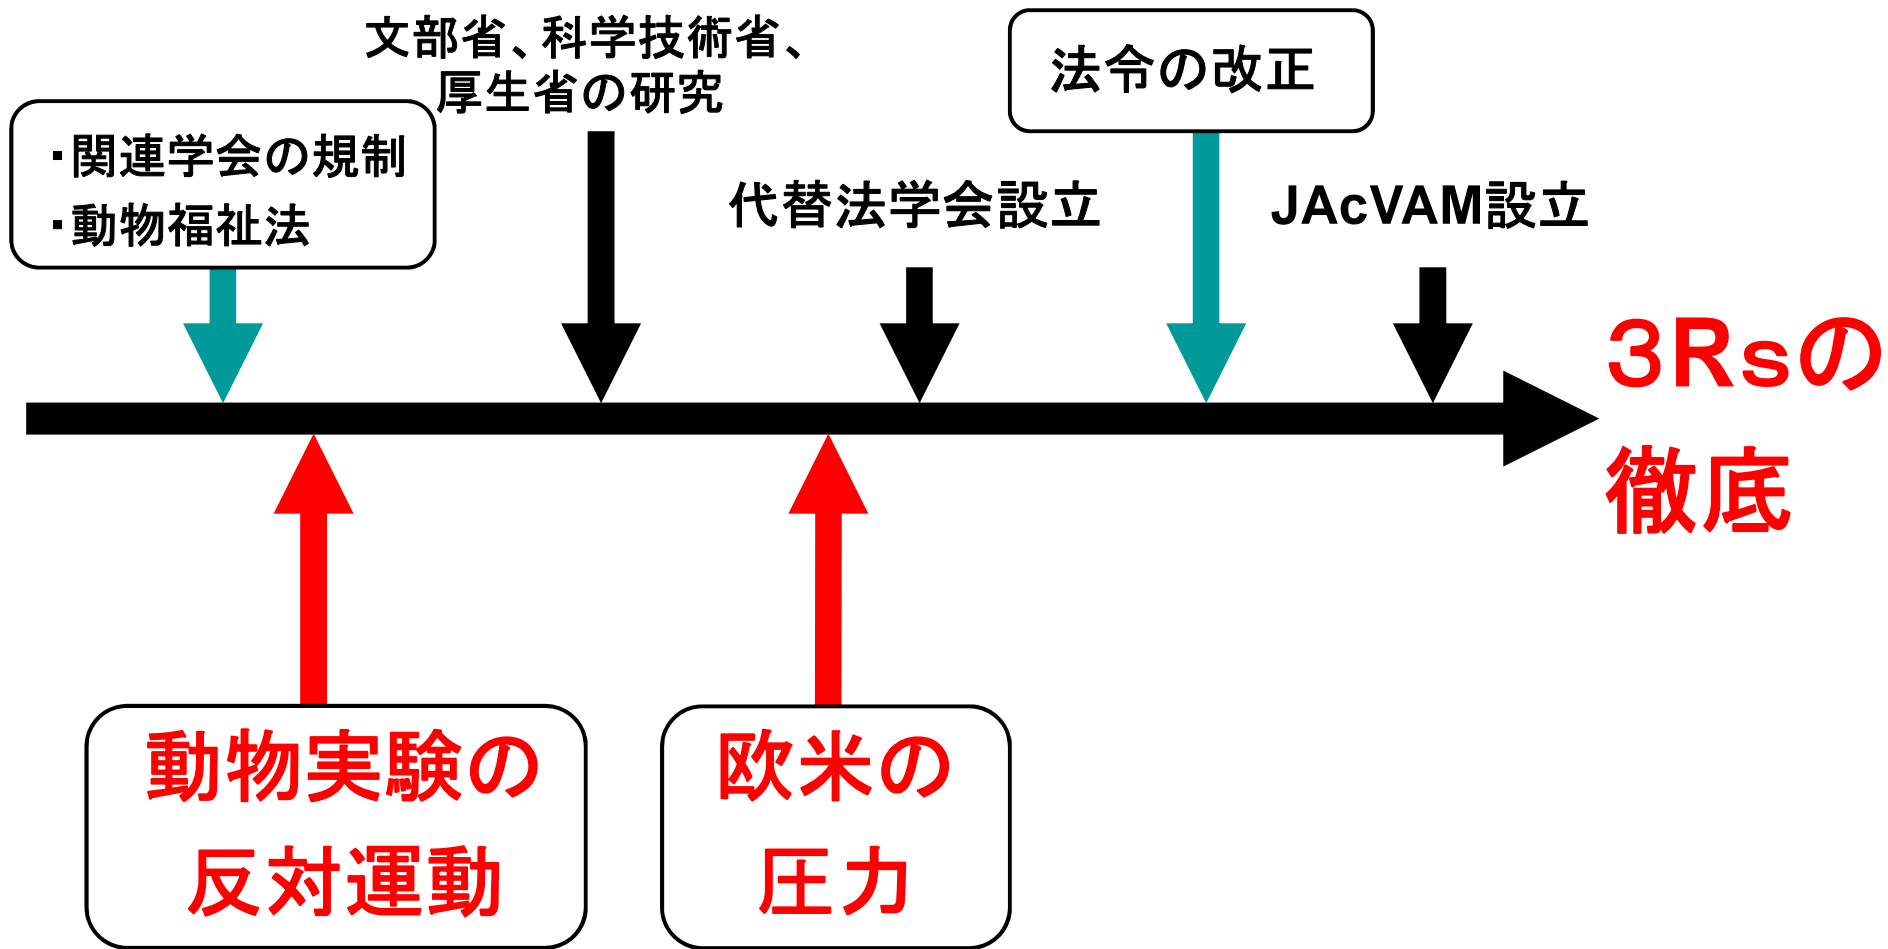 文部省、科学技術省、
厚生省の研究
法令の改正
・関連学会の規制
・動物福祉法
代替法学会設立
JAcVAM設立
3Rsの
徹底
動物実験の
反対運動
欧米の
圧力